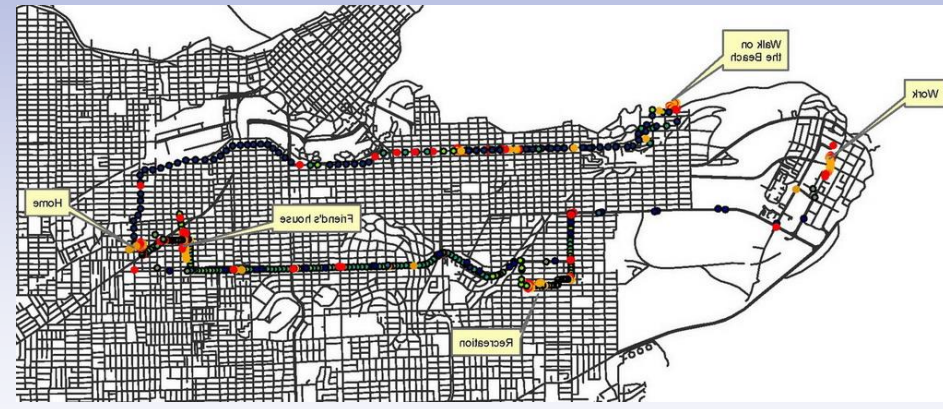 Walk on
the Beach
Work
Home
Friend's house
Recreation